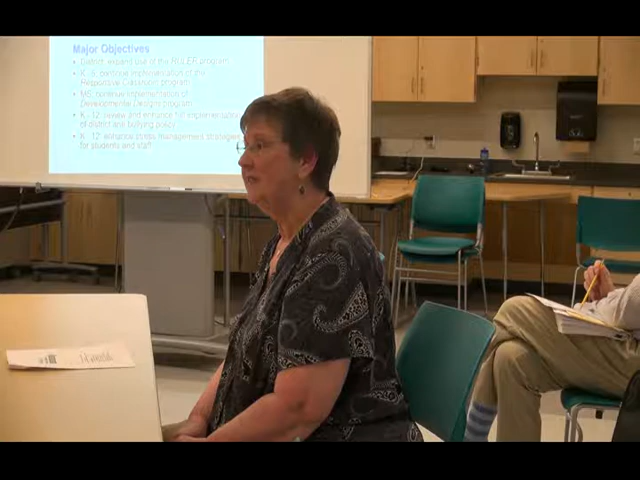 Major Objectives
District: expand use of the RULER program
K - 5: continue implementation of the
Responsive Classroom program
MS: continue implementation of
Developmental Designs program
K - 12: review and enhance full implementation
of district anti bullying policy
K - 12: enhance stress management strategies
for students and staff